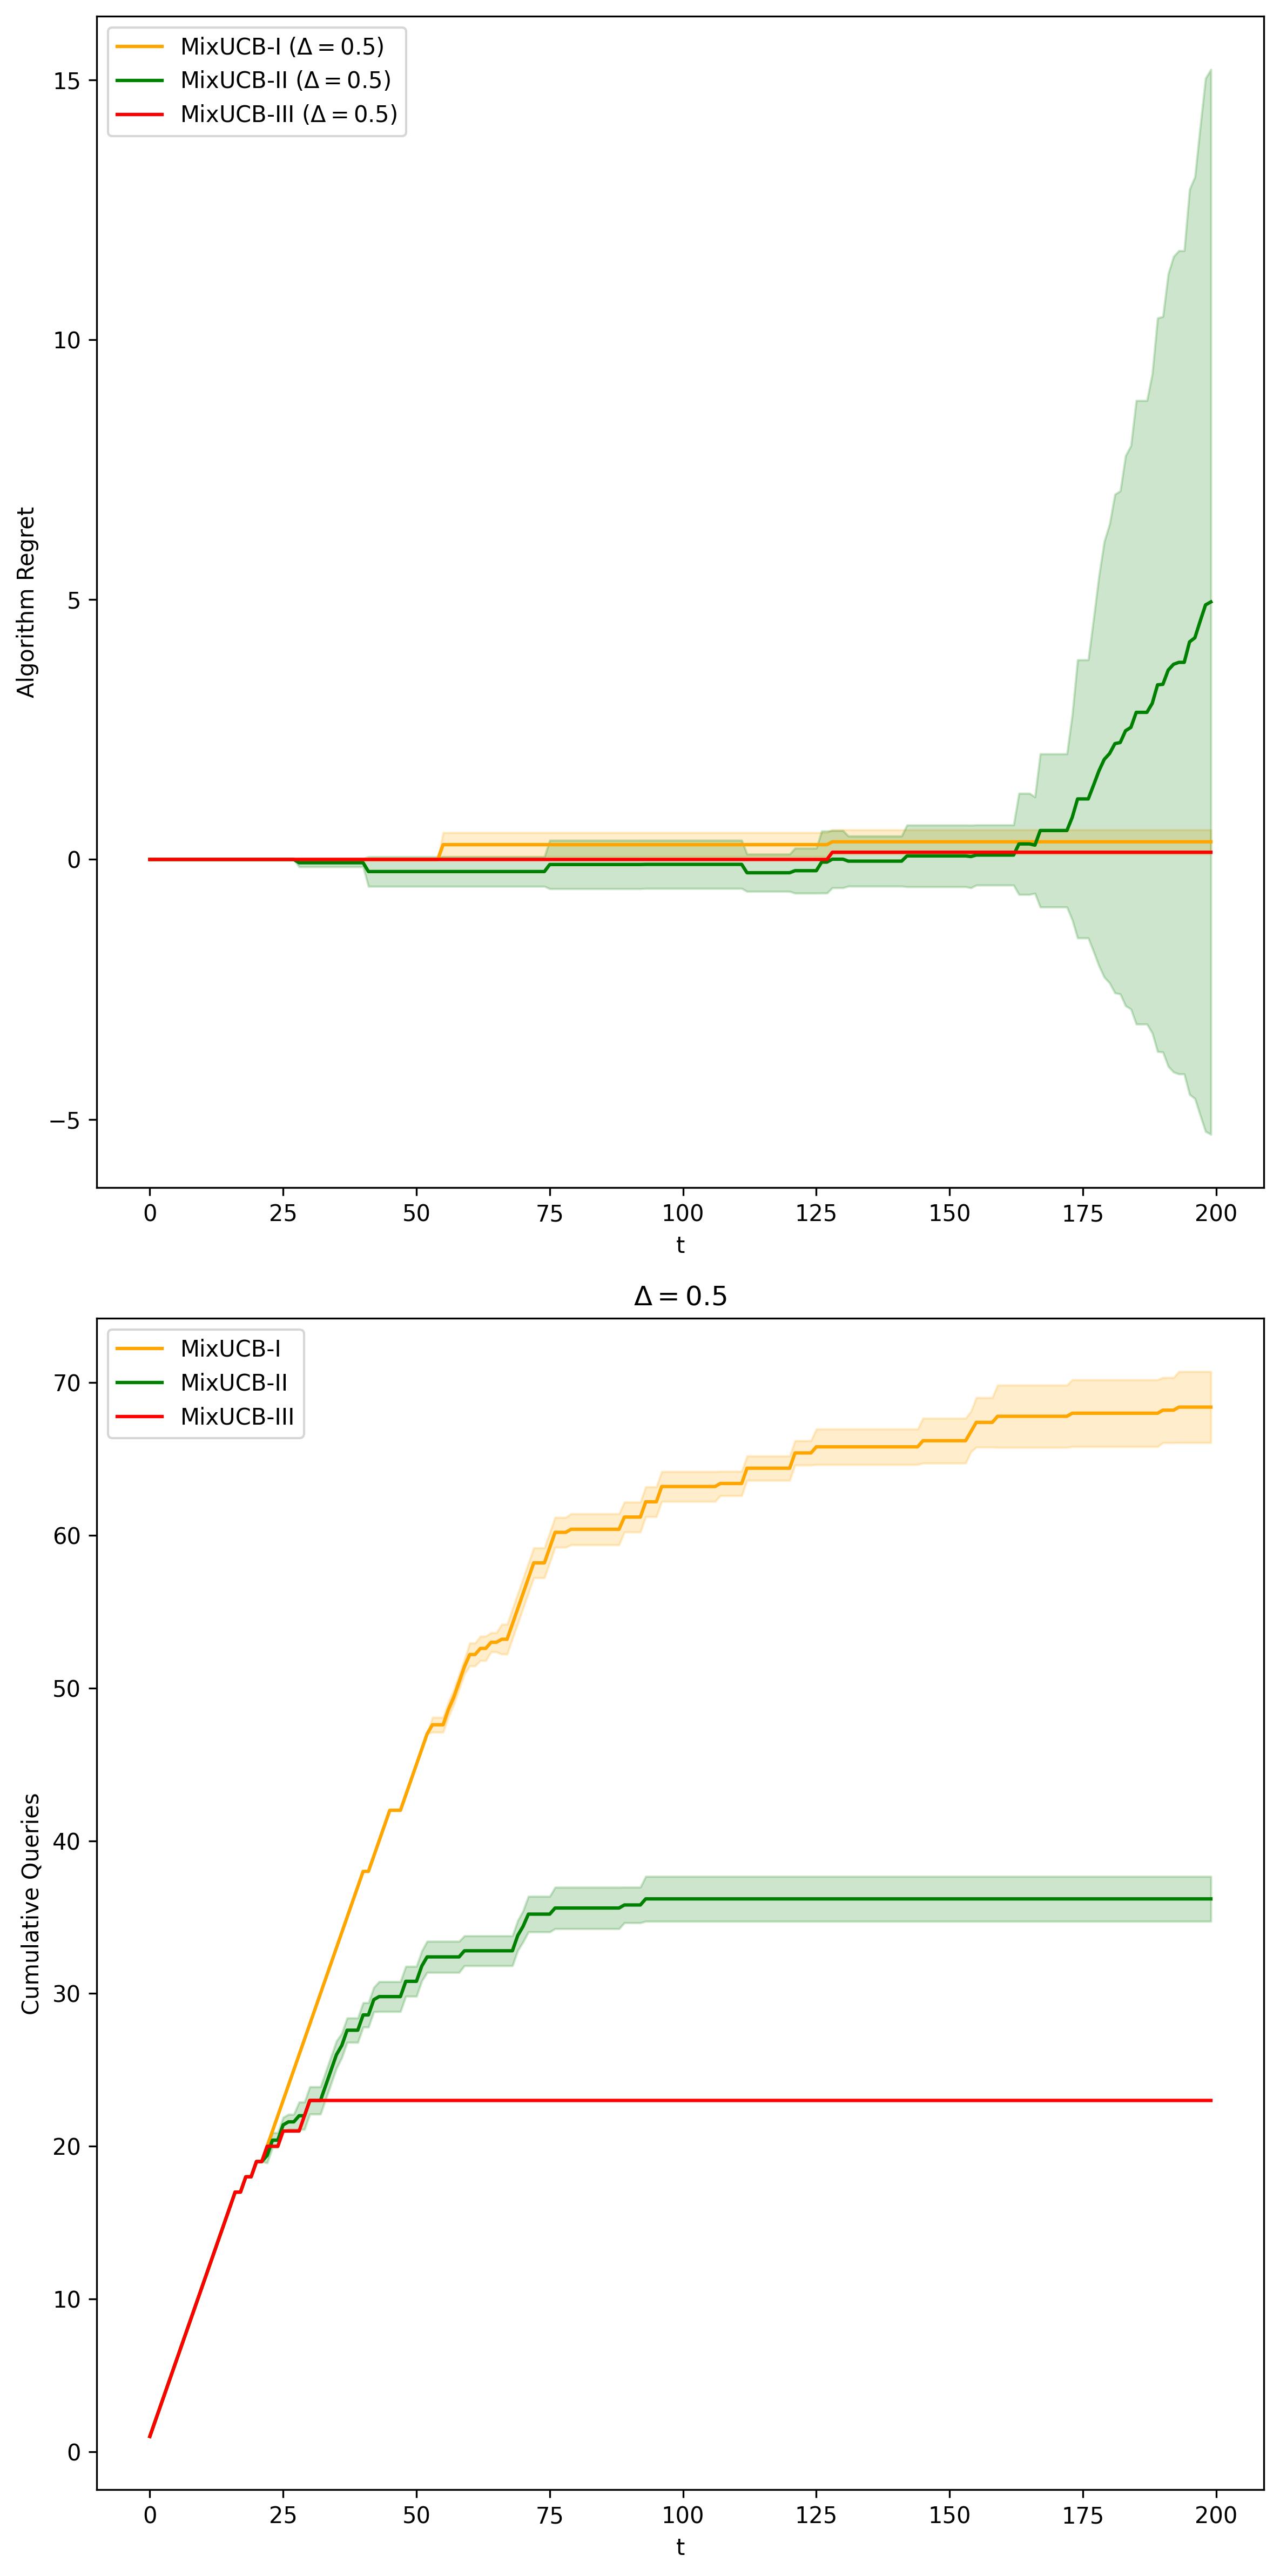 MixUCB-I (Δ = 0.5)
MixUCB-II (Δ = 0.5)
MixUCB-III (Δ = 0.5)
15
10
5
0
−5
Algorithm Regret
0 25 50 75 100 125 150 175 200
t
Δ = 0.5
MixUCB-I
MixUCB-II
MixUCB-III
70
60
50
40
30
20
10
0
Cumulative Queries
0 25 50 75 100 125 150 175 200
t